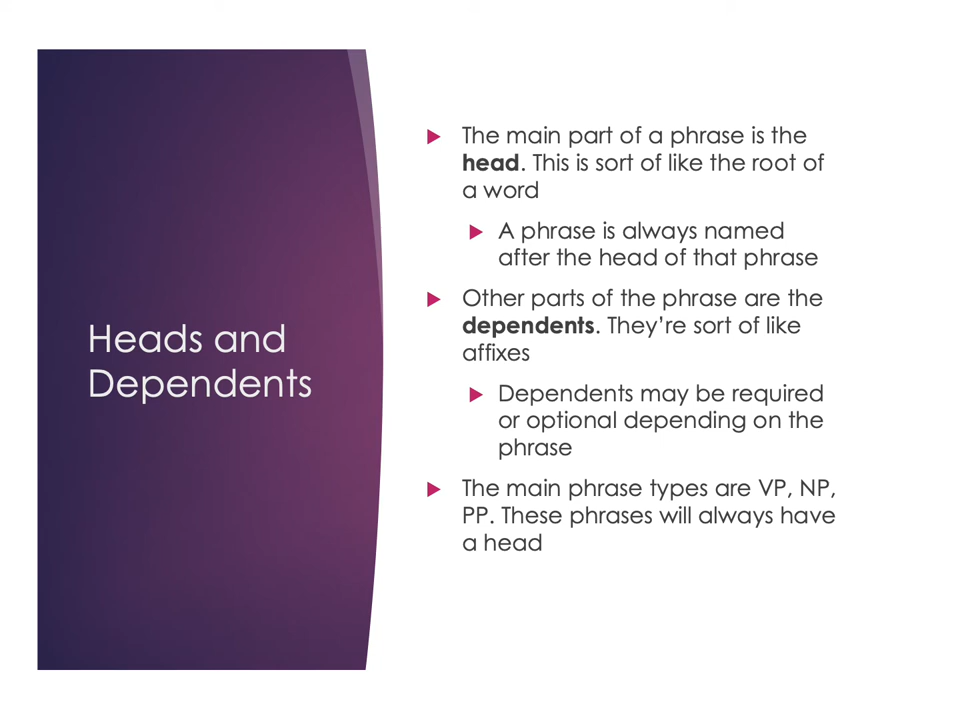 Heads and
Dependents
The main part of a phrase is the
head. This is sort of like the root of
a word
A phrase is always named
after the head of that phrase
Other parts of the phrase are the
dependents. They’re sort of like
affixes
Dependents may be required
or optional depending on the
phrase
The main phrase types are VP, NP,
PP. These phrases will always have
a head